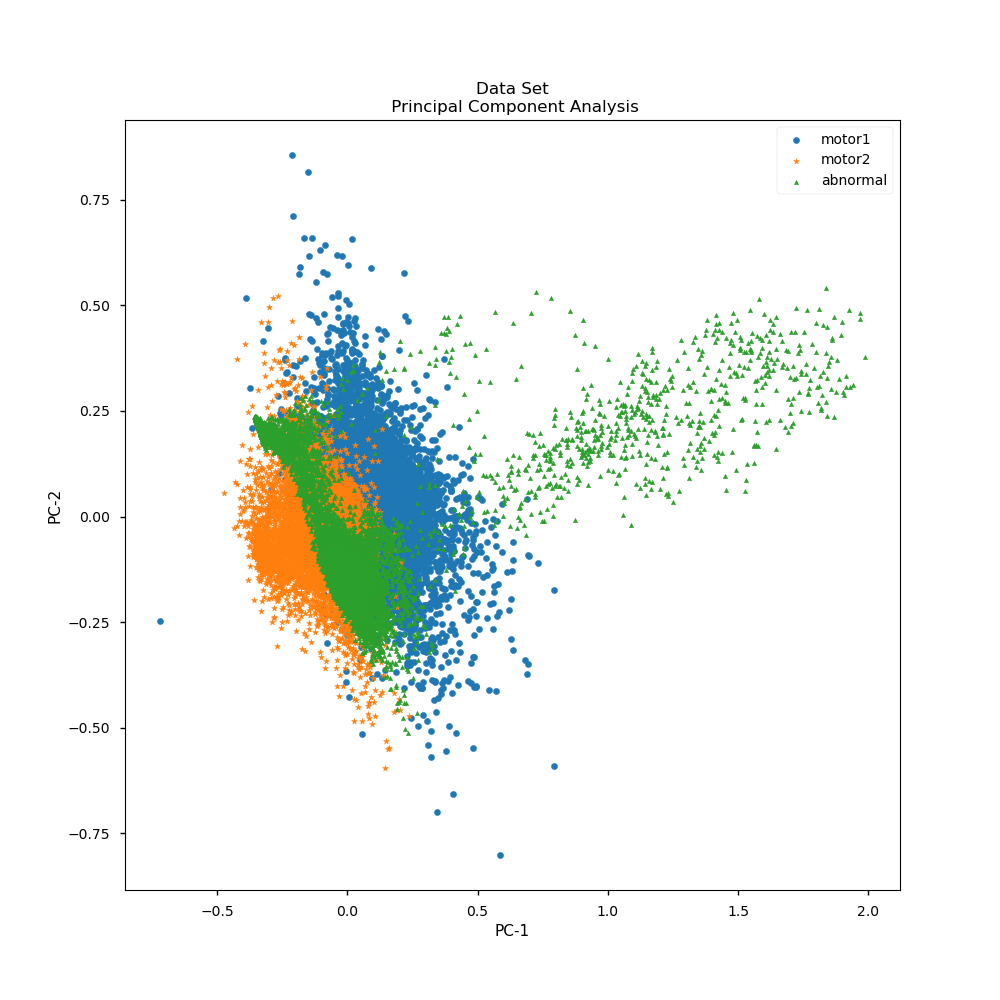 Data Set
Principal Component Analysis
motor1
motor2
abnormal
0.75
0.50
0.25
0.00
−0.25
−0.50
−0.75
PC-2
−0.5
0.0
0.5
1.0
1.5
2.0
PC-1